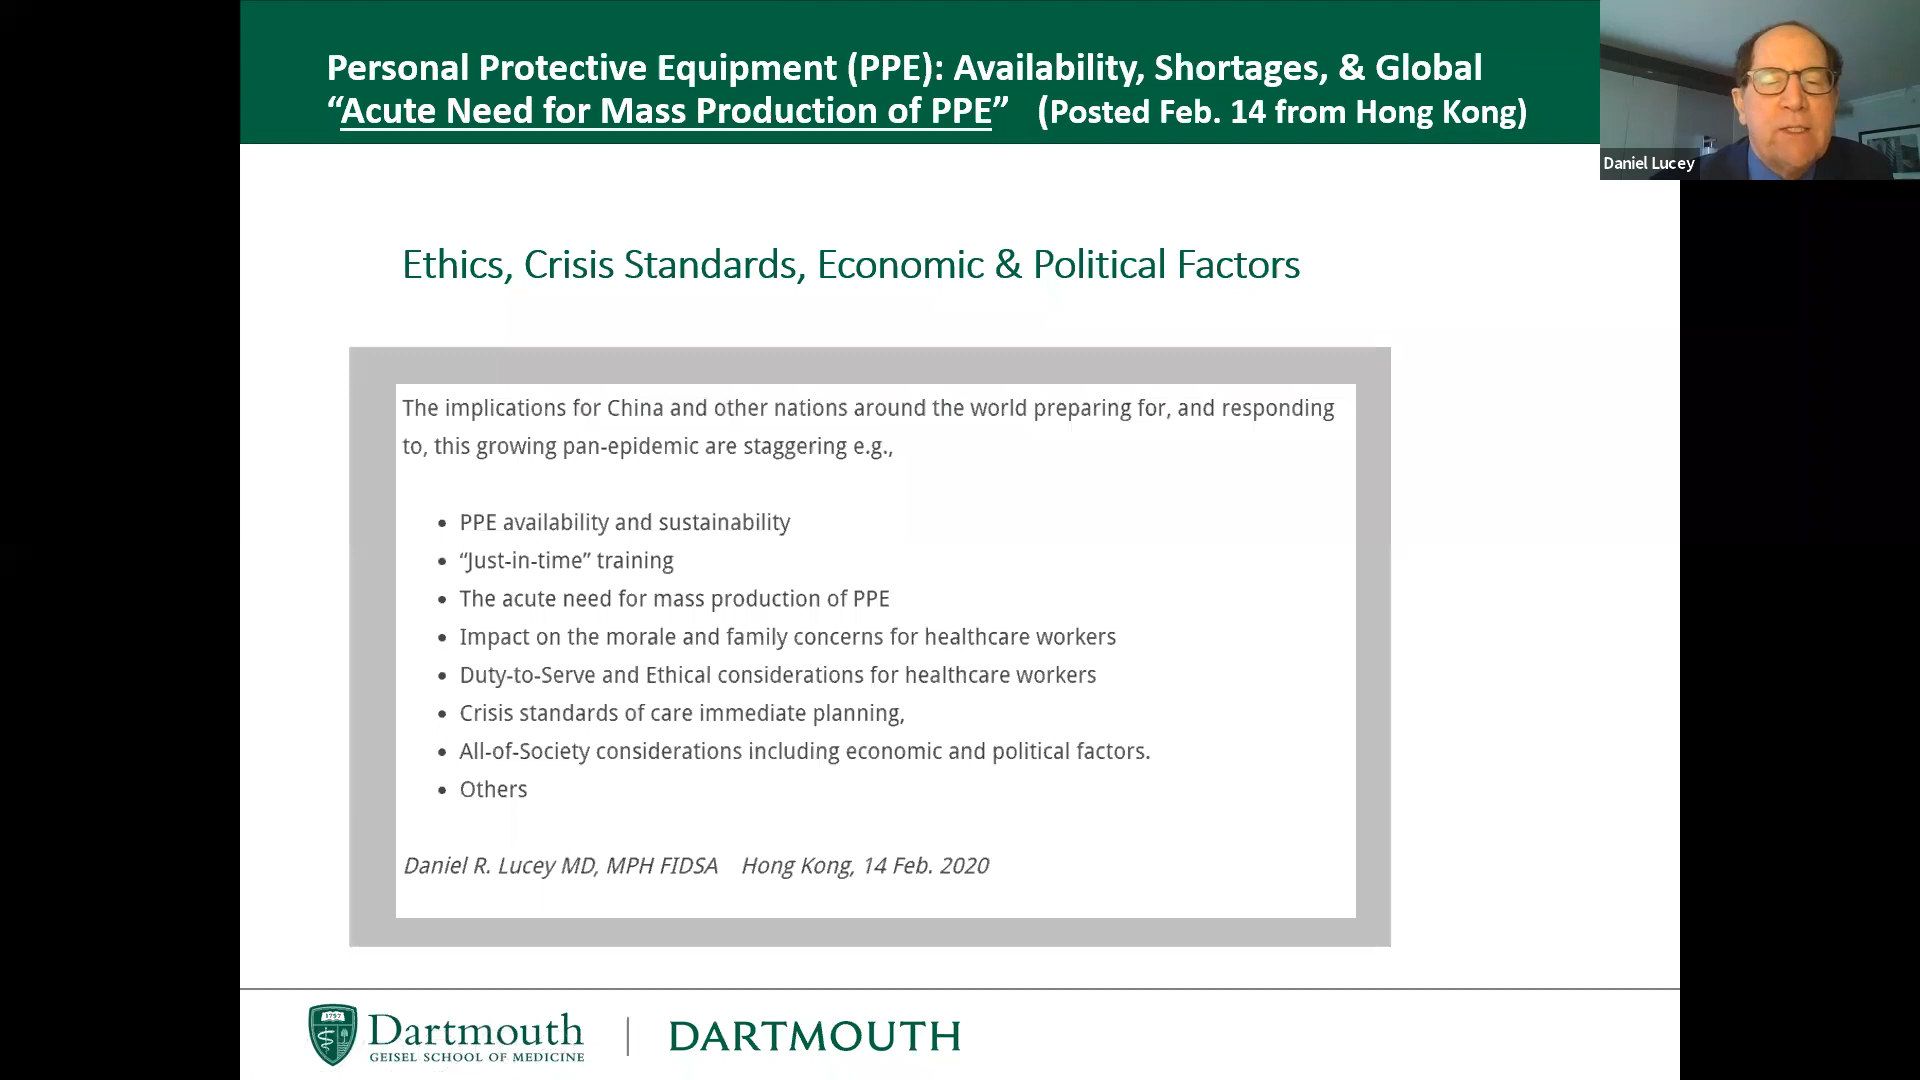 Personal Protective Equipment (PPE): Availability, Shortages, & Global
“Acute Need for Mass Production of PPE” (Posted Feb. 14 from Hong Kong)
Daniel Lucey
Ethics, Crisis Standards, Economic & Political Factors
The implications for China and other nations around the world preparing for, and responding
to, this growing pan-epidemic are staggering e.g.,
• PPE availability and sustainability
• “Just-in-time” training
• The acute need for mass production of PPE
• Impact on the morale and family concerns for healthcare workers
• Duty-to-Serve and Ethical considerations for healthcare workers
• Crisis standards of care immediate planning,
• All-of-Society considerations including economic and political factors.
• Others
Daniel R. Lucey MD, MPH FIDSA Hong Kong, 14 Feb. 2020
1797
Dartmouth
GEISEL SCHOOL OF MEDICINE
DARTMOUTH